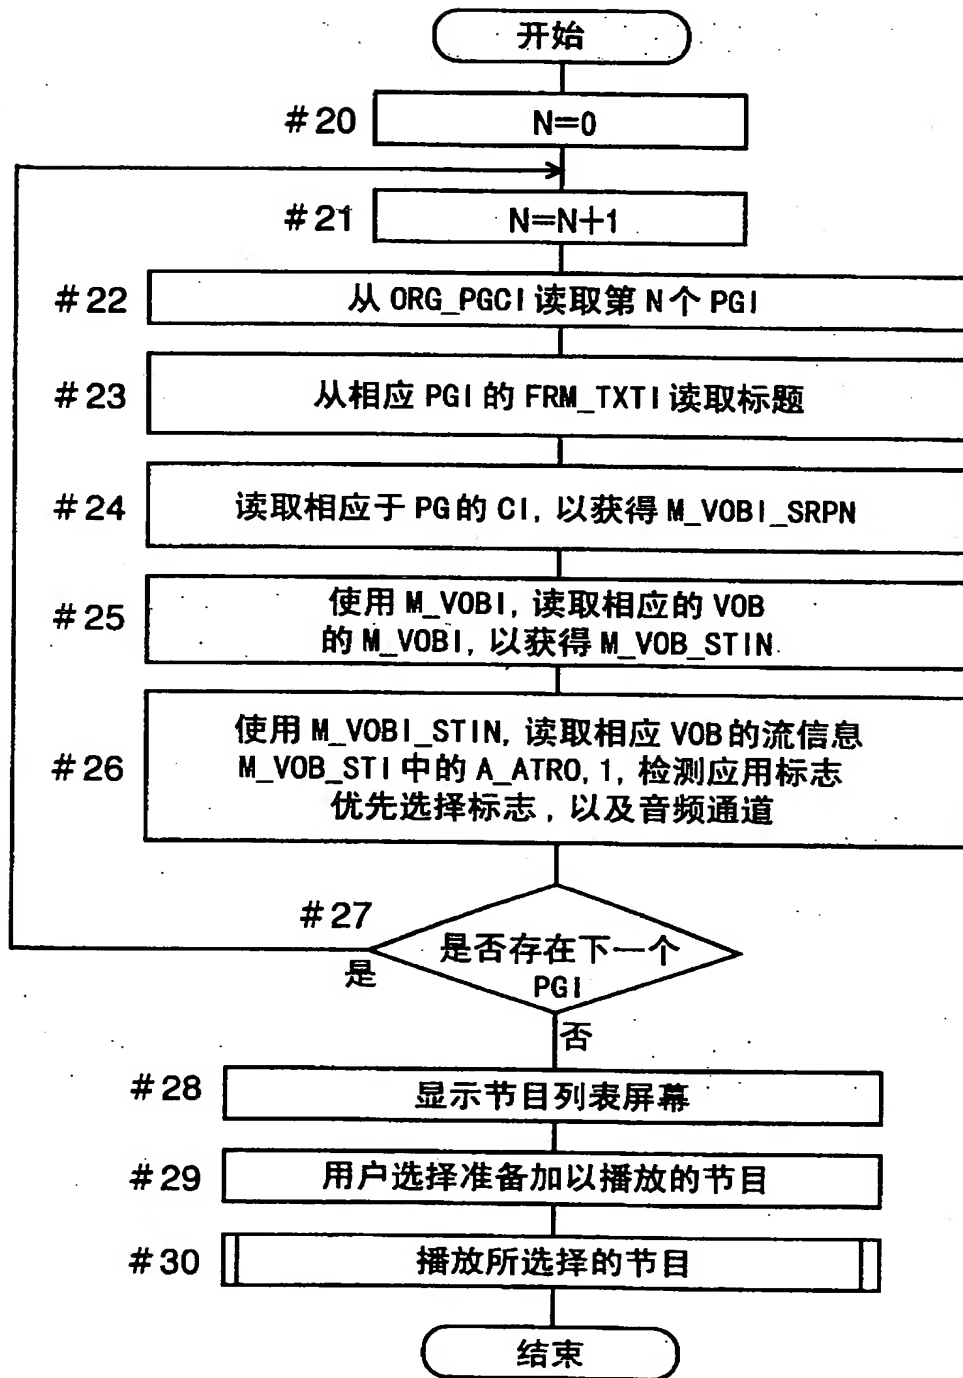 开始
#20
N=0
#21
N=N+1
#22
从 ORG_PGCI 读取第 N 个 PGI
#23
从相应 PGI 的 FRM_TXTI 读取标题
#24
读取相应于 PG 的 CI, 以获得 M_VOBI_SRPN
#25
使用 M_VOBI, 读取相应的 VOB
的 M_VOBI, 以获得 M_VOB_STIN
#26
使用 M_VOBI_STIN, 读取相应 VOB 的流信息
M_VOB_STI 中的 A_ATRO, 1, 检测应用标志
优先选择标志, 以及音频通道
#27
是否存在下一个
PGI
是
否
#28
显示节目列表屏幕
#29
用户选择准备加以播放的节目
#30
播放所选择的节目
结束